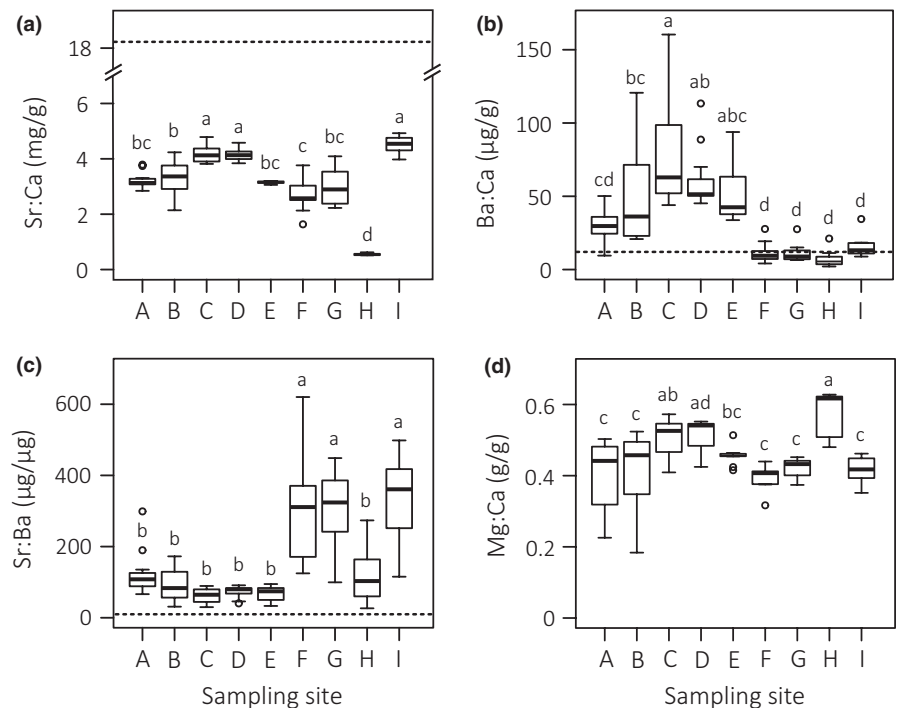 (a)
Sr:Ca (mg/g)
18
6
4
2
0
bc b a a bc c bc d a
A B C D E F G H I
(b)
Ba:Ca (µg/g)
150
100
50
0
cd bc a ab abc d d d d
A B C D E F G H I
(c)
Sr:Ba (µg/µg)
600
400
200
0
b b b b b a a b a
A B C D E F G H I
Sampling site
(d)
Mg:Ca (g/g)
0.6
0.4
0.2
0
c c ab ad bc c c a c
A B C D E F G H I
Sampling site